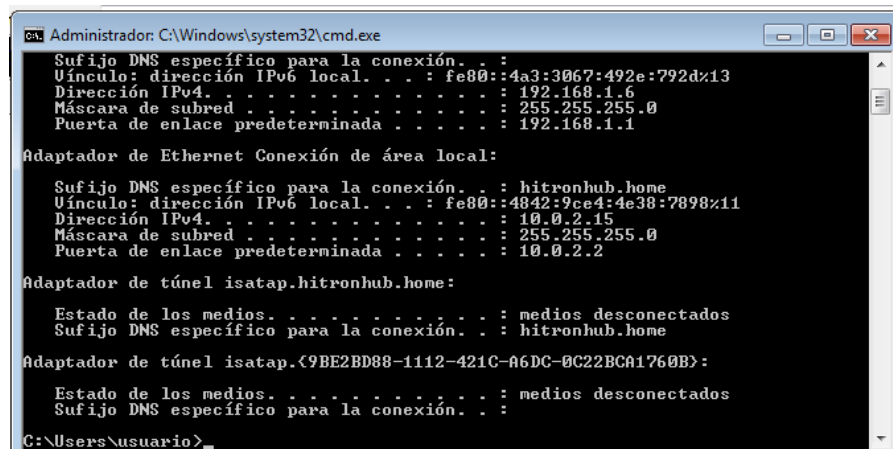 Administrador: C:\Windows\system32\cmd.exe
Sufijo DNS específico para la conexión. . :
Vínculo: dirección IPv6 local. . . : fe80::4a3:3067:492e:792d%13
Dirección IPv4. . . . . . . . . . . . . . : 192.168.1.6
Máscara de subred . . . . . . . . . . . . : 255.255.255.0
Puerta de enlace predeterminada . . . . . : 192.168.1.1
Adaptador de Ethernet Conexión de área local:
Sufijo DNS específico para la conexión. . : hitronhub.home
Vínculo: dirección IPv6 local. . . : fe80::4842:9ce4:4e38:7898%11
Dirección IPv4. . . . . . . . . . . . . . : 10.0.2.15
Máscara de subred . . . . . . . . . . . . : 255.255.255.0
Puerta de enlace predeterminada . . . . . : 10.0.2.2
Adaptador de túnel isatap.hitronhub.home:
Estado de los medios. . . . . . . . . . . : medios desconectados
Sufijo DNS específico para la conexión. . : hitronhub.home
Adaptador de túnel isatap.{9BE2BD88-1112-421C-A6DC-0C22BCA1760B}:
Estado de los medios. . . . . . . . . . . : medios desconectados
Sufijo DNS específico para la conexión. . :
C:\Users\usuario>_